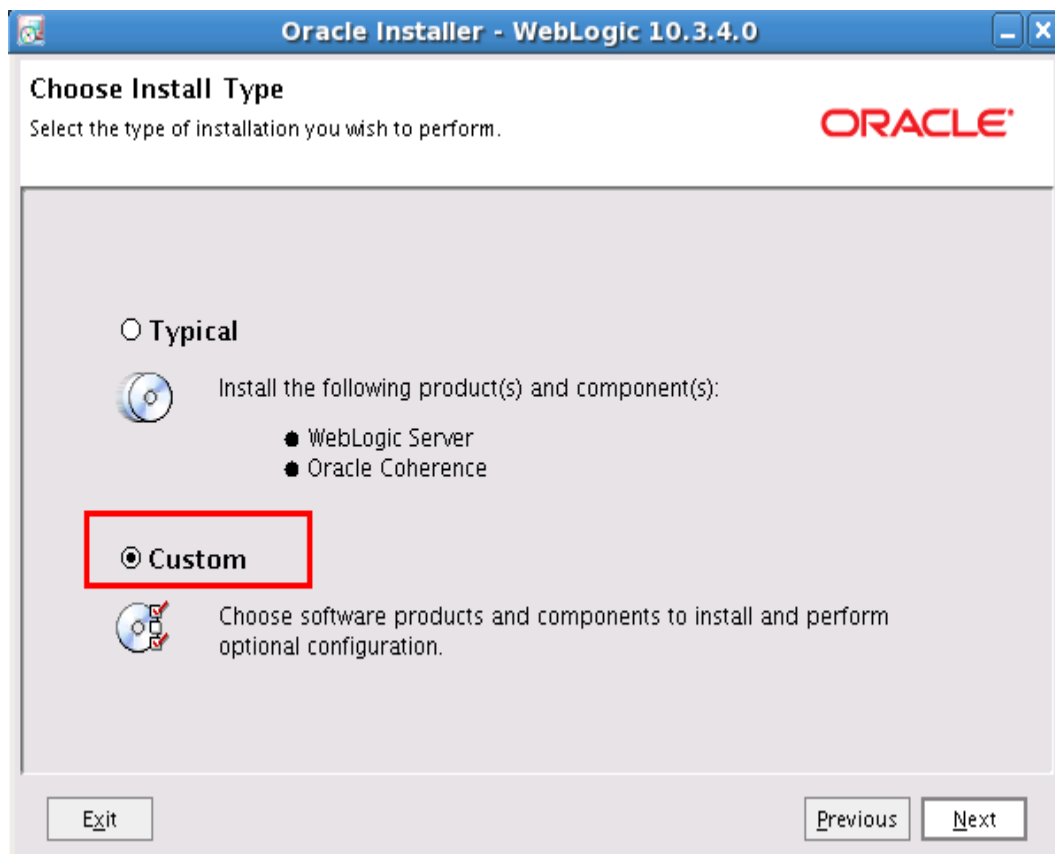 Oracle Installer - WebLogic 10.3.4.0
Choose Install Type
Select the type of installation you wish to perform.
ORACLE
Typical
Install the following product(s) and component(s):
WebLogic Server
Oracle Coherence
Custom
Choose software products and components to install and perform
optional configuration.
Exit
Previous
Next